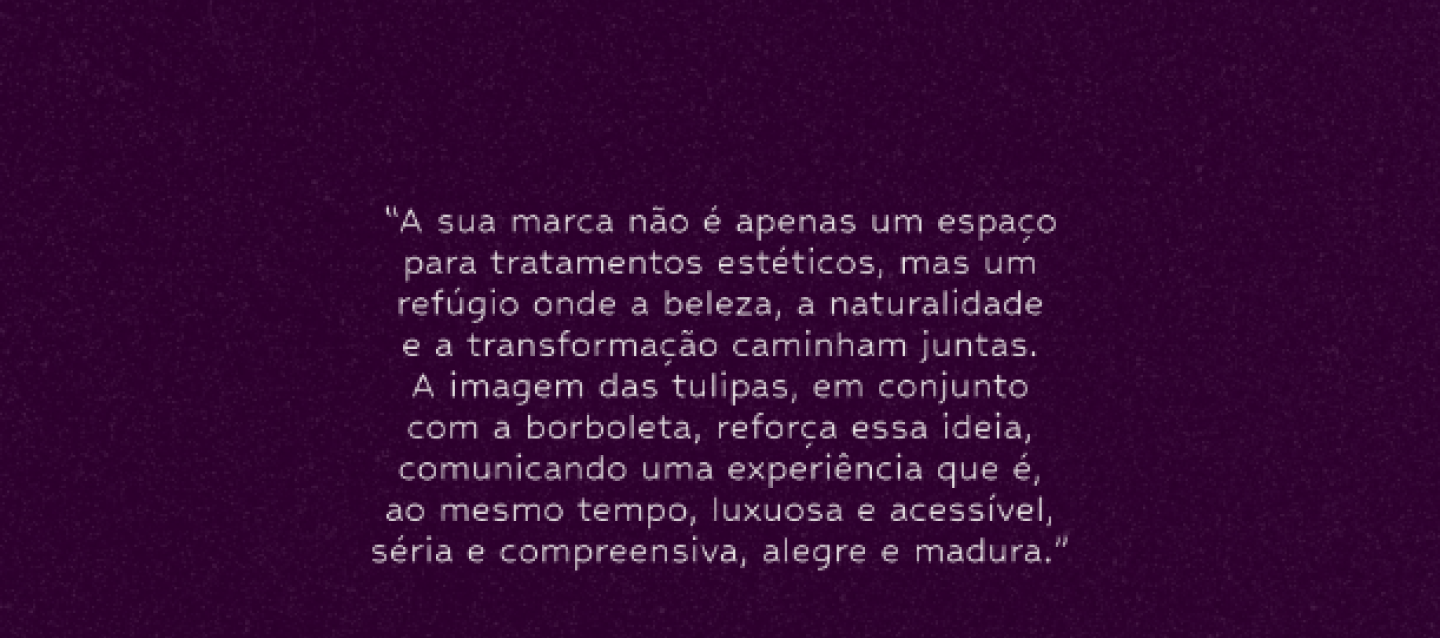 “A sua marca não é apenas um espaço
para tratamentos estéticos, mas um
refúgio onde a beleza, a naturalidade
e a transformação caminham juntas.
A imagem das tulipas, em conjunto
com a borboleta, reforça essa ideia,
comunicando uma experiência que é,
ao mesmo tempo, luxuosa e acessível,
séria e compreensiva, alegre e madura.”